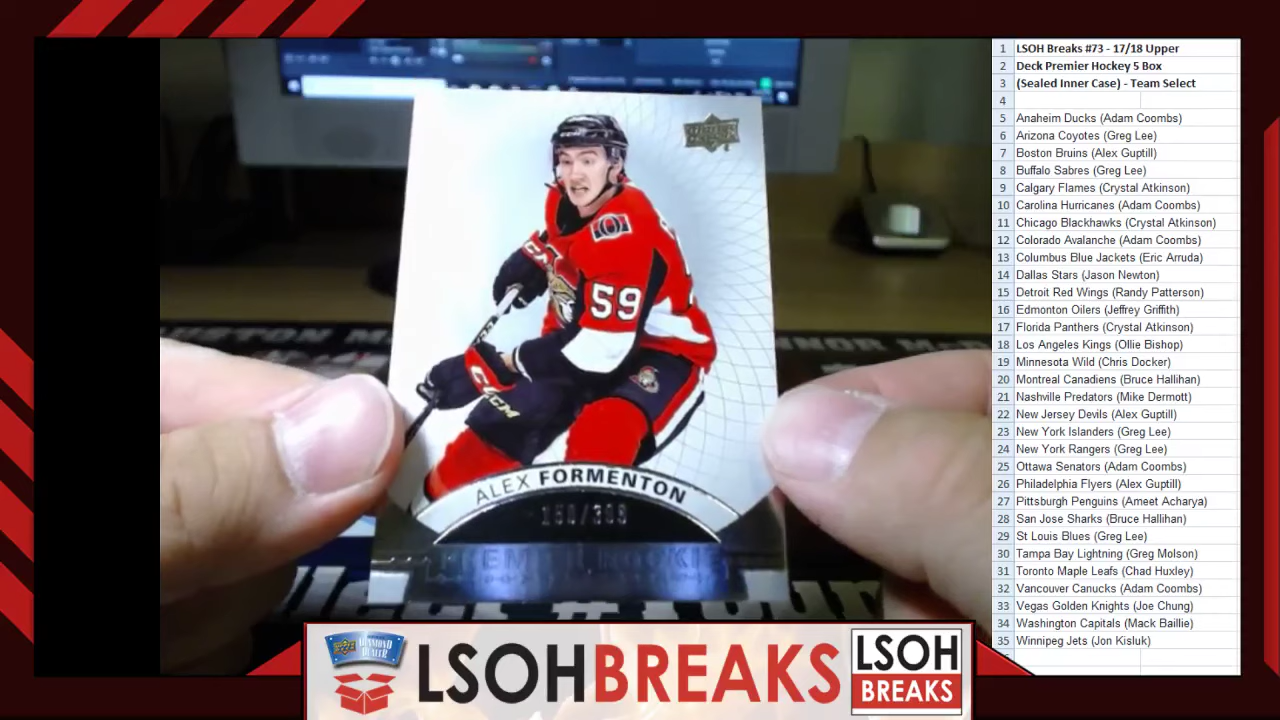 1 LSOH Breaks #73 - 17/18 Upper
2 Deck Premier Hockey 5 Box
3 (Sealed Inner Case) - Team Select
4
5 Anaheim Ducks (Adam Coombs)
6 Arizona Coyotes (Greg Lee)
7 Boston Bruins (Alex Guptill)
8 Buffalo Sabres (Greg Lee)
9 Calgary Flames (Crystal Atkinson)
10 Carolina Hurricanes (Adam Coombs)
11 Chicago Blackhawks (Crystal Atkinson)
12 Colorado Avalanche (Adam Coombs)
13 Columbus Blue Jackets (Eric Arruda)
14 Dallas Stars (Jason Newton)
15 Detroit Red Wings (Randy Patterson)
16 Edmonton Oilers (Jeffrey Griffith)
17 Florida Panthers (Crystal Atkinson)
18 Los Angeles Kings (Ollie Bishop)
19 Minnesota Wild (Chris Docker)
20 Montreal Canadiens (Bruce Hallihan)
21 Nashville Predators (Mike Dermott)
22 New Jersey Devils (Alex Guptill)
23 New York Islanders (Greg Lee)
24 New York Rangers (Greg Lee)
25 Ottawa Senators (Adam Coombs)
26 Philadelphia Flyers (Alex Guptill)
27 Pittsburgh Penguins (Ameet Acharya)
28 San Jose Sharks (Bruce Hallihan)
29 St Louis Blues (Greg Lee)
30 Tampa Bay Lightning (Greg Molson)
31 Toronto Maple Leafs (Chad Huxley)
32 Vancouver Canucks (Adam Coombs)
33 Vegas Golden Knights (Joe Chung)
34 Washington Capitals (Mack Baillie)
35 Winnipeg Jets (Jon Kisluk)
59
CCM
ALEX FORMENTON
LSOHBREAKS
LSOH
BREAKS